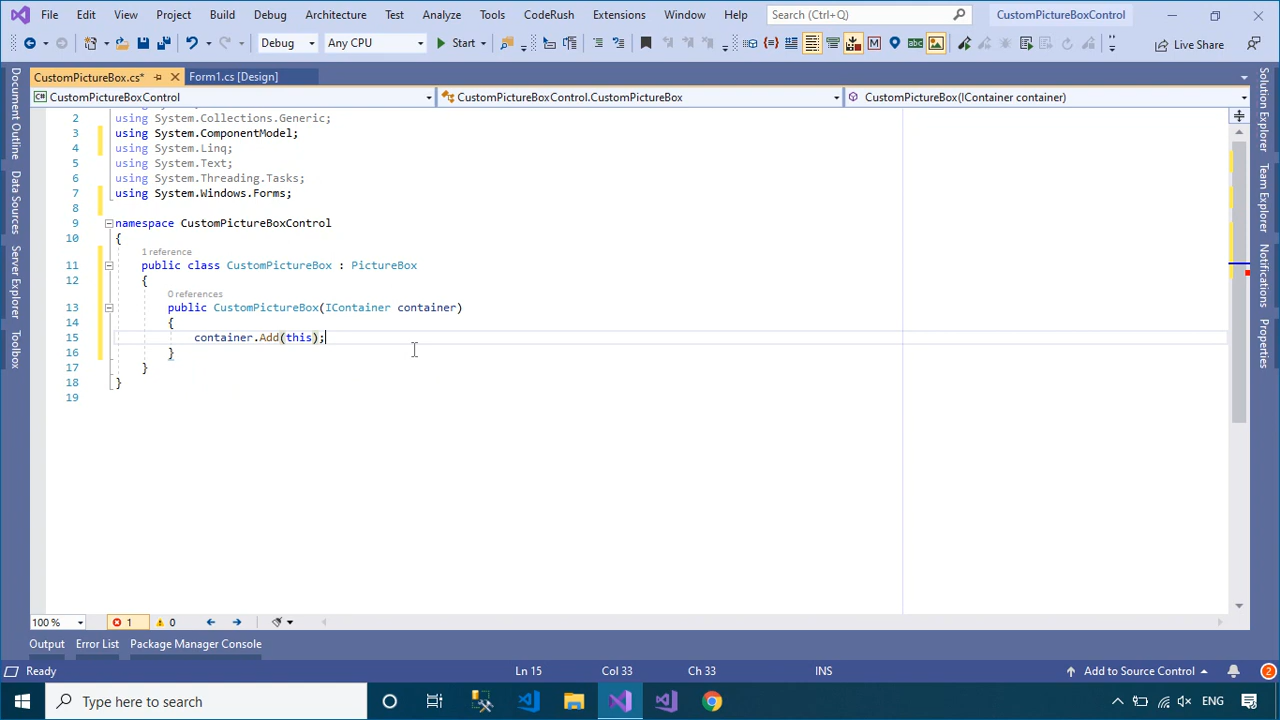 File Edit View Project Build Debug Architecture Test Analyze Tools CodeRush Extensions Window Help Search (Ctrl+Q) CustomPictureBoxControl
Debug Any CPU Start Live Share
CustomPictureBox.cs* Form1.cs [Design]
CustomPictureBoxControl CustomPictureBoxControl.CustomPictureBox CustomPictureBox(IContainer container)
Document Outline
Data Sources
Server Explorer
Toolbox
2 using System.Collections.Generic;
3 using System.ComponentModel;
4 using System.Linq;
5 using System.Text;
6 using System.Threading.Tasks;
7 using System.Windows.Forms;
8
9 namespace CustomPictureBoxControl
10 {
1 reference
11 public class CustomPictureBox : PictureBox
12 {
0 references
13 public CustomPictureBox(IContainer container)
14 {
15 container.Add(this);
16 }
17 }
18 }
19
Solution Explorer
Team Explorer
Notifications
Properties
100 % 1 0
Output Error List Package Manager Console
Ready Ln 15 Col 33 Ch 33 INS Add to Source Control 2
Type here to search ENG